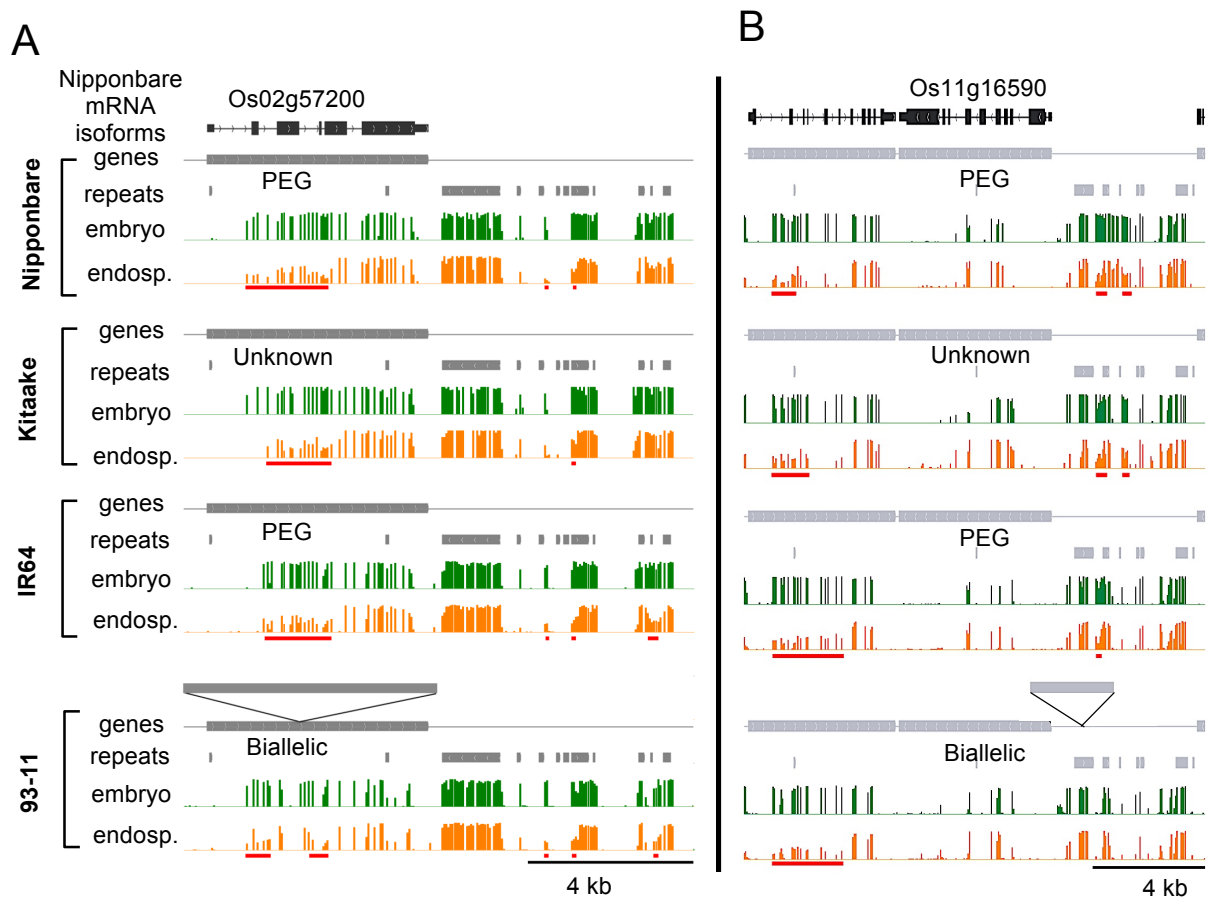 A
Nipponbare
mRNA
isoforms
Os02g57200
Nipponbare
genes
repeats
PEG
embryo
endosp.
Kitaake
genes
repeats
Unknown
embryo
endosp.
IR64
genes
repeats
PEG
embryo
endosp.
93-11
genes
repeats
Biallelic
embryo
endosp.
4 kb
B
Os11g16590
PEG
Unknown
PEG
Biallelic
4 kb